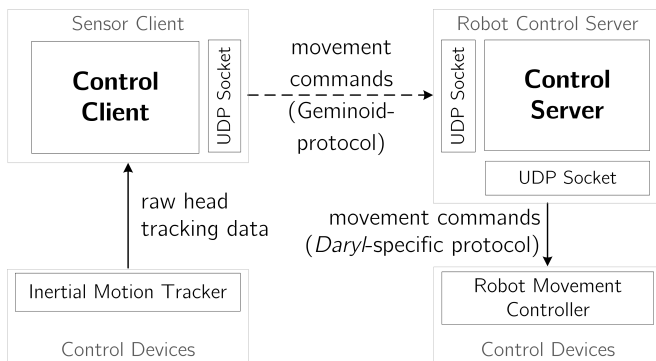 Sensor Client
Control
Client
UDP Socket
movement
commands
(Geminoid-
protocol)
Robot Control Server
UDP Socket
Control
Server
UDP Socket
raw head
tracking data
movement commands
(Daryl-specific protocol)
Inertial Motion Tracker
Control Devices
Robot Movement
Controller
Control Devices